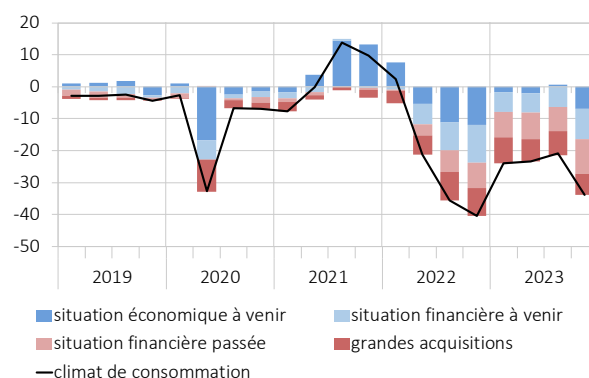 20
10
0
-10
-20
-30
-40
-50
2019 2020 2021 2022 2023
situation économique à venir situation financière à venir
situation financière passée grandes acquisitions
climat de consommation